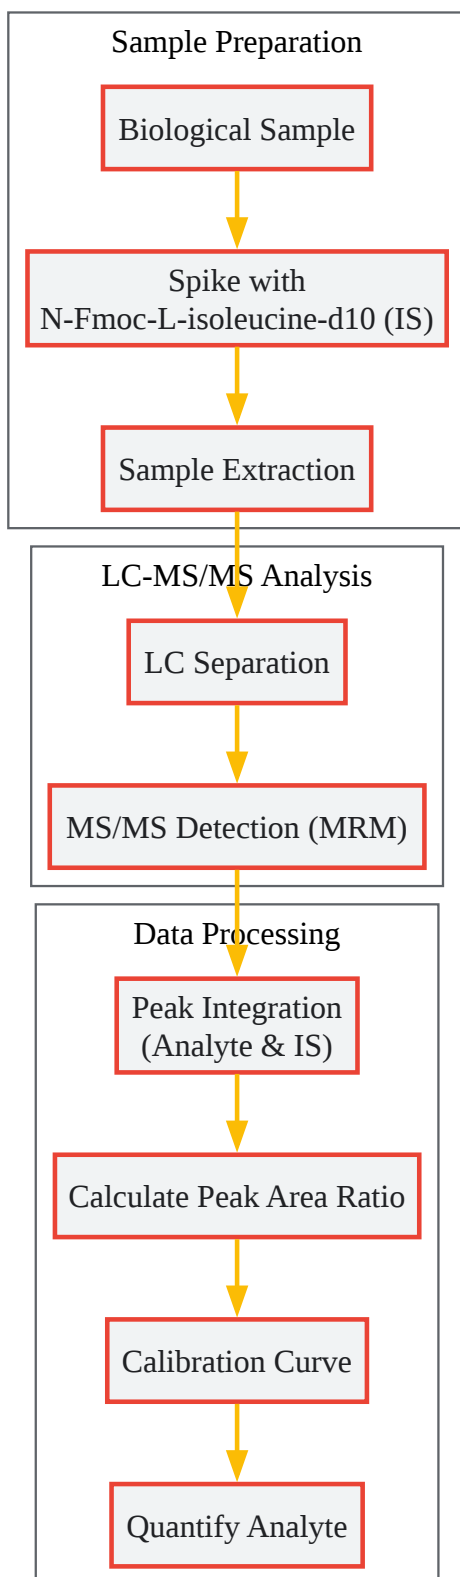 Sample Preparation
Biological Sample
Spike with
N-Fmoc-L-isoleucine-d10 (IS)
Sample Extraction
LC-MS/MS Analysis
LC Separation
MS/MS Detection (MRM)
Data Processing
Peak Integration
(Analyte & IS)
Calculate Peak Area Ratio
Calibration Curve
Quantify Analyte